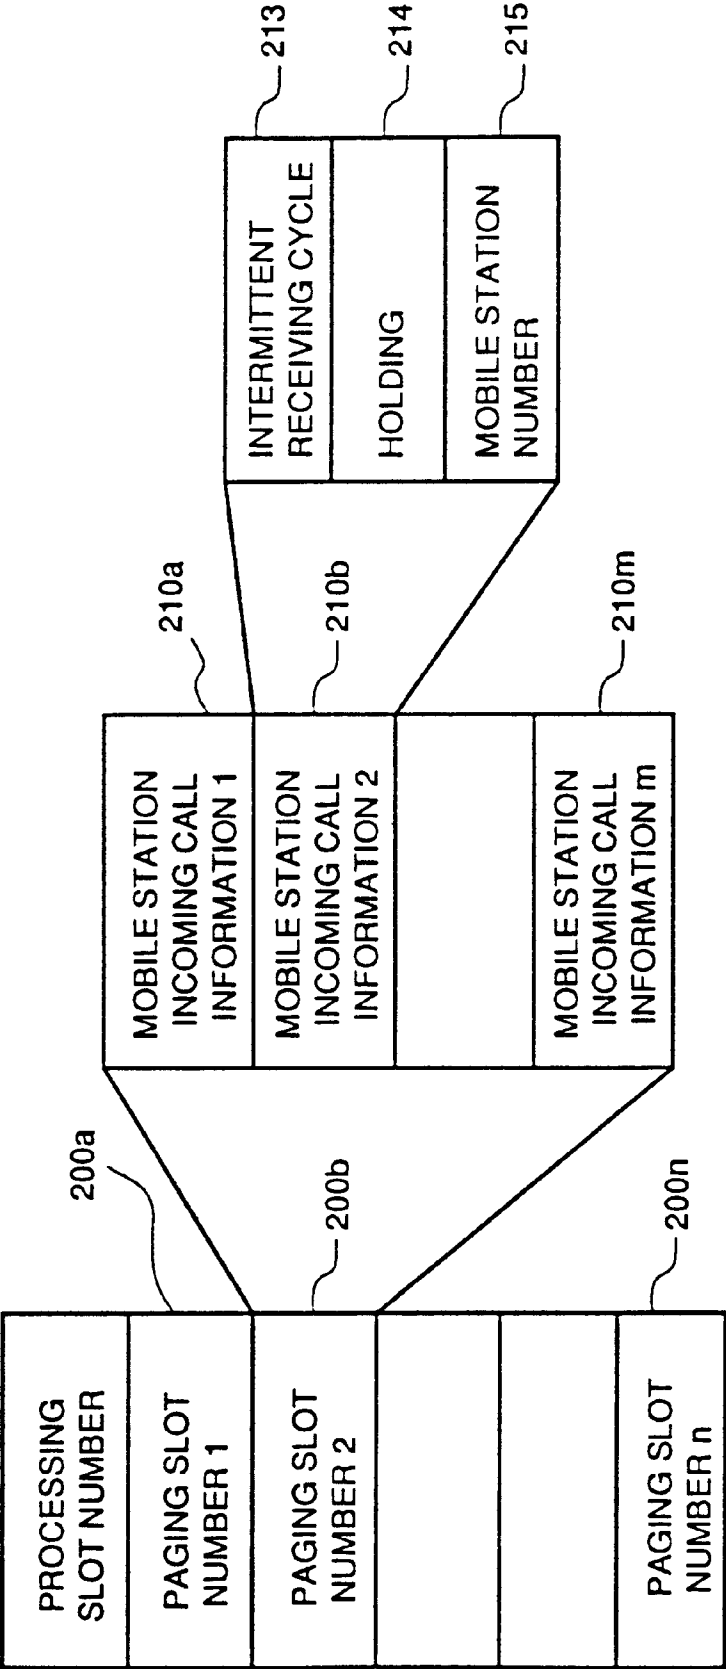 PROCESSING
SLOT NUMBER
PAGING SLOT
NUMBER 1
200a
PAGING SLOT
NUMBER 2
200b
PAGING SLOT
NUMBER n
200n
MOBILE STATION
INCOMING CALL
INFORMATION 1
210a
MOBILE STATION
INCOMING CALL
INFORMATION 2
210b
MOBILE STATION
INCOMING CALL
INFORMATION m
210m
INTERMITTENT
RECEIVING CYCLE
213
HOLDING
214
MOBILE STATION
NUMBER
215